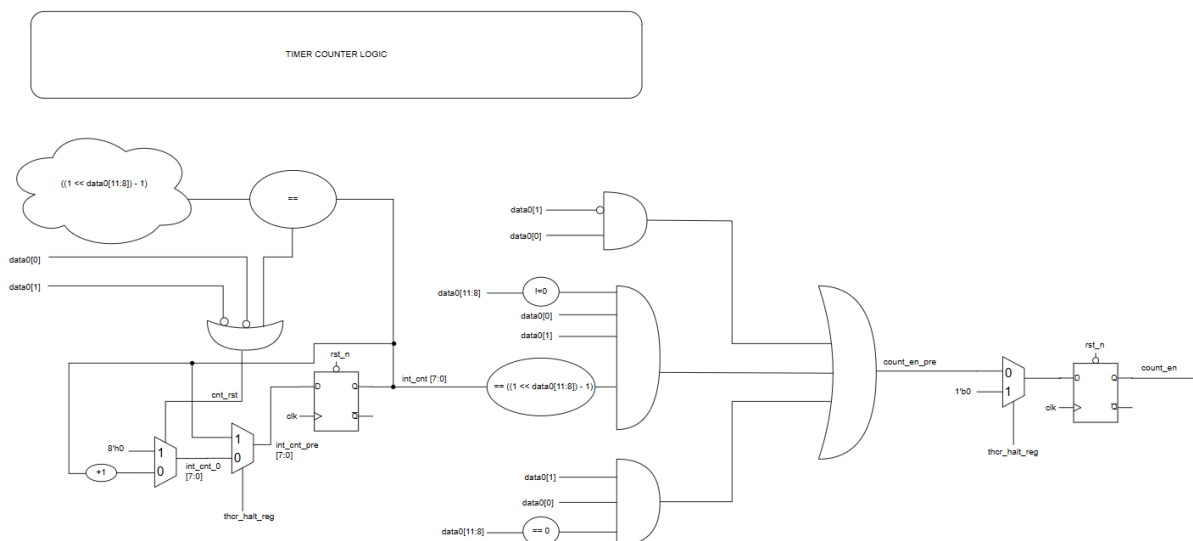 TIMER COUNTER LOGIC
((1 << data0[11:8]) - 1)
==
data0[0]
data0[1]
rst_n
D
Q
Q
clk
cnt_rst
8'h0
1
0
+1
int_cnt_0
[7:0]
1
0
int_cnt_pre
[7:0]
thcr_halt_reg
int_cnt [7:0]
data0[1]
data0[0]
data0[11:8]
!=0
data0[0]
data0[1]
== ((1 << data0[11:8]) - 1)
data0[1]
data0[0]
data0[11:8]
== 0
count_en_pre
0
1
1'b0
thcr_halt_reg
rst_n
D
Q
Q
clk
count_en